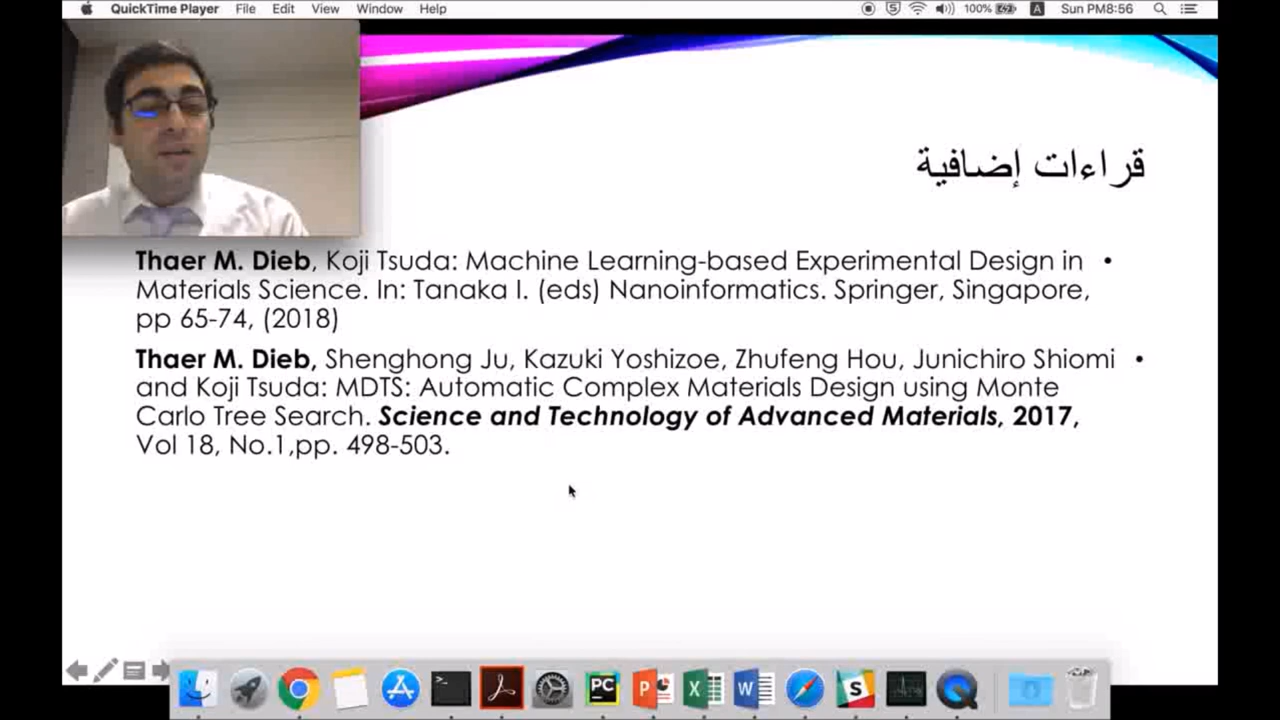 QuickTime Player File Edit View Window Help 100% A Sun PM8:56
قراءات إضافية
Thaer M. Dieb, Koji Tsuda: Machine Learning-based Experimental Design in •
Materials Science. In: Tanaka I. (eds) Nanoinformatics. Springer, Singapore,
pp 65-74, (2018)
Thaer M. Dieb, Shenghong Ju, Kazuki Yoshizoe, Zhufeng Hou, Junichiro Shiomi •
and Koji Tsuda: MDTS: Automatic Complex Materials Design using Monte
Carlo Tree Search. Science and Technology of Advanced Materials, 2017,
Vol 18, No.1,pp. 498-503.
PC P X W S